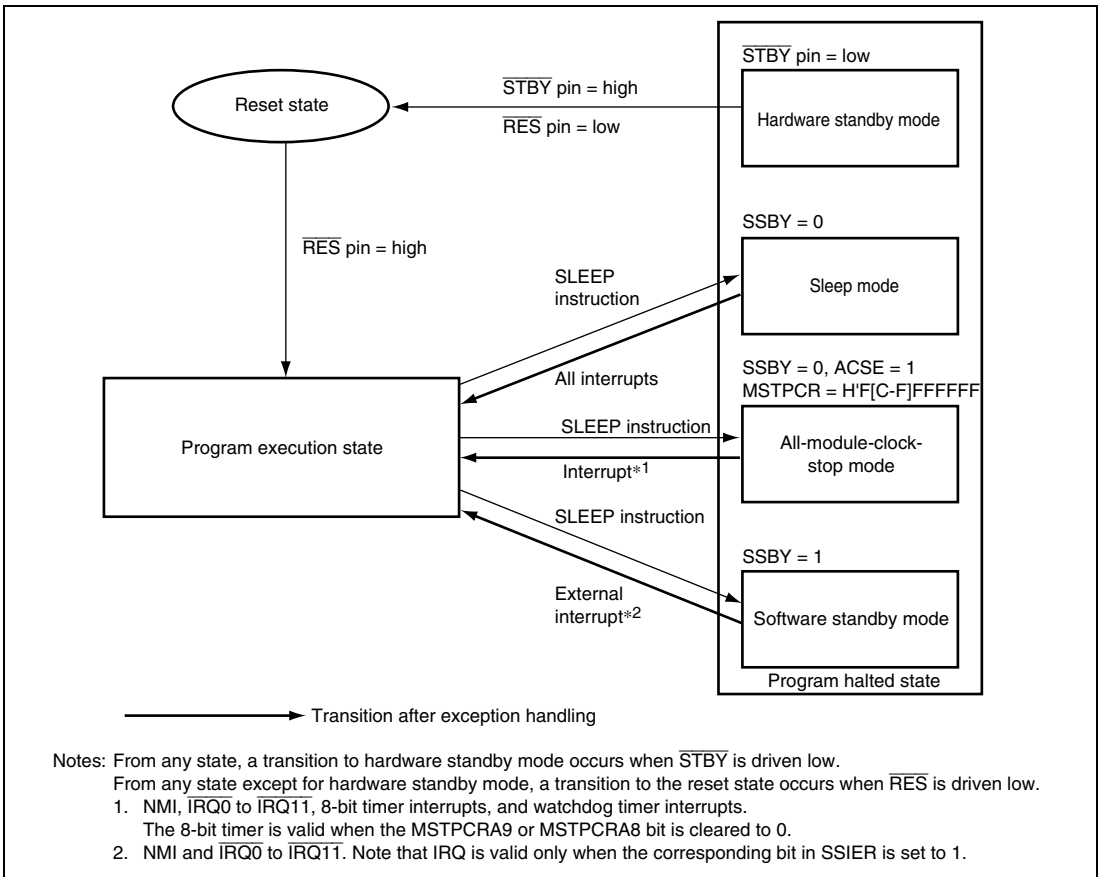 STBY pin = low
Reset state
STBY pin = high
RES pin = low
Hardware standby mode
RES pin = high
SSBY = 0
SLEEP
instruction
Sleep mode
All interrupts
SSBY = 0, ACSE = 1
MSTPCR = H'F[C-F]FFFFFF
Program execution state
SLEEP instruction
All-module-clock-
stop mode
Interrupt*1
SLEEP instruction
SSBY = 1
External
interrupt*2
Software standby mode
Program halted state
Transition after exception handling
Notes: From any state, a transition to hardware standby mode occurs when STBY is driven low.
From any state except for hardware standby mode, a transition to the reset state occurs when RES is driven low.
1. NMI, IRQ0 to IRQ11, 8-bit timer interrupts, and watchdog timer interrupts.
The 8-bit timer is valid when the MSTPCRA9 or MSTPCRA8 bit is cleared to 0.
2. NMI and IRQ0 to IRQ11. Note that IRQ is valid only when the corresponding bit in SSIER is set to 1.